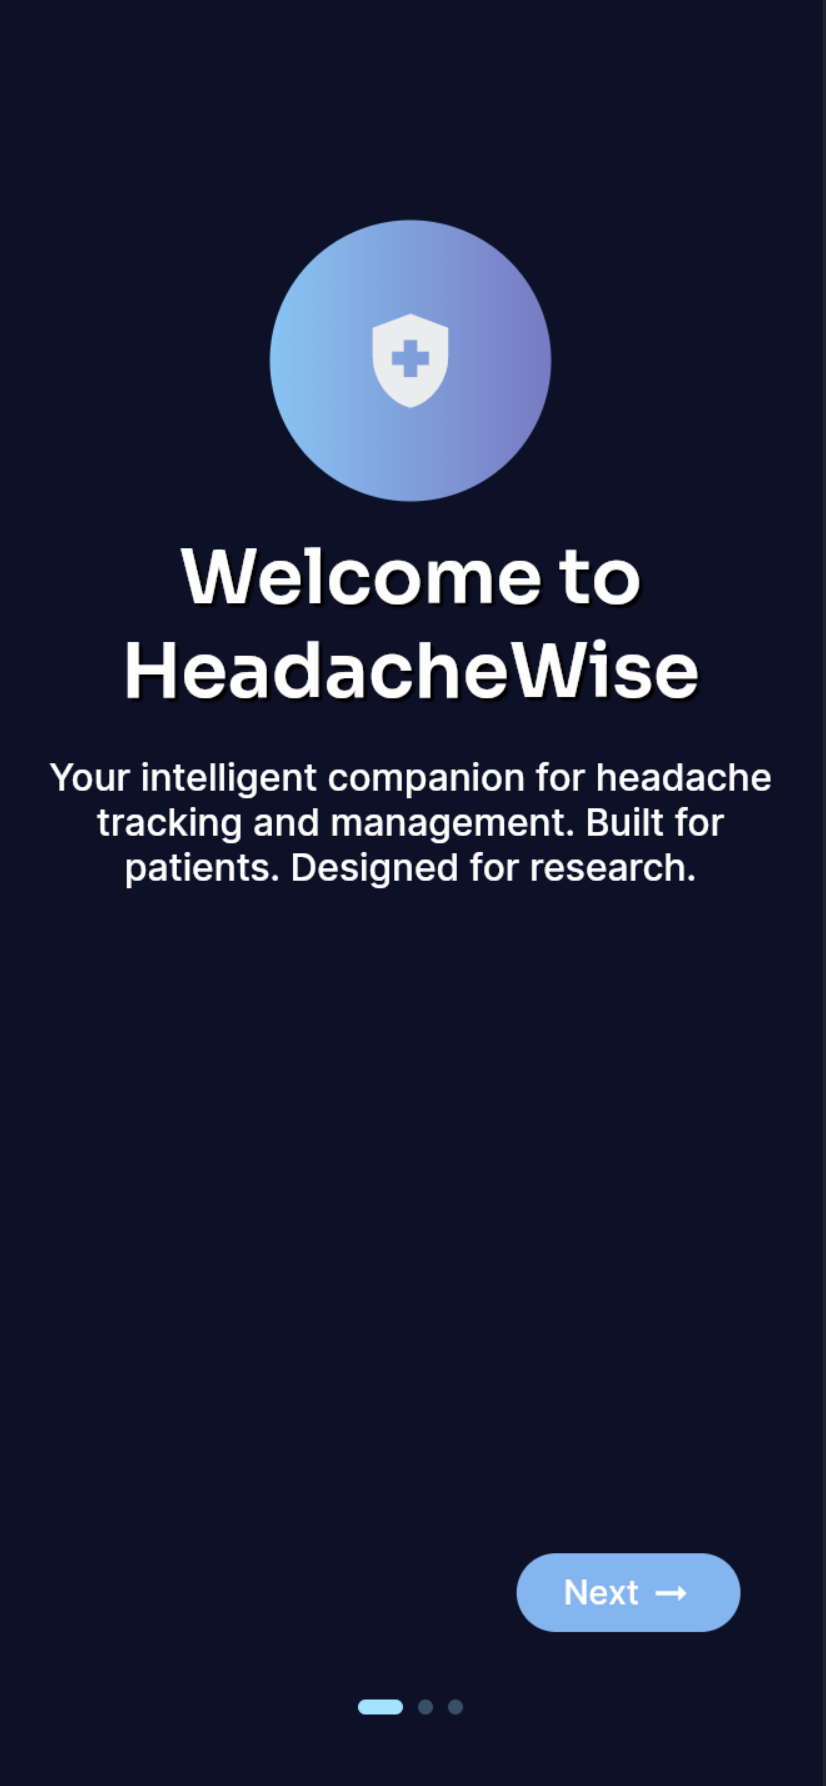 Welcome to
HeadacheWise
Your intelligent companion for headache
tracking and management. Built for
patients. Designed for research.
Next →